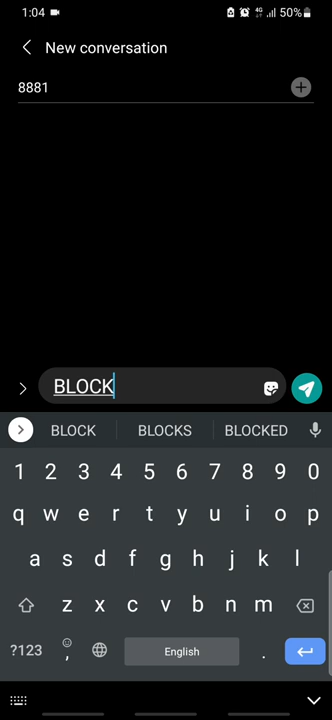 1:04 4G 50%
New conversation
8881
BLOCK
BLOCK BLOCKS BLOCKED
1 2 3 4 5 6 7 8 9 0
q w e r t y u i o p
a s d f g h j k l
z x c v b n m
?123 , English .